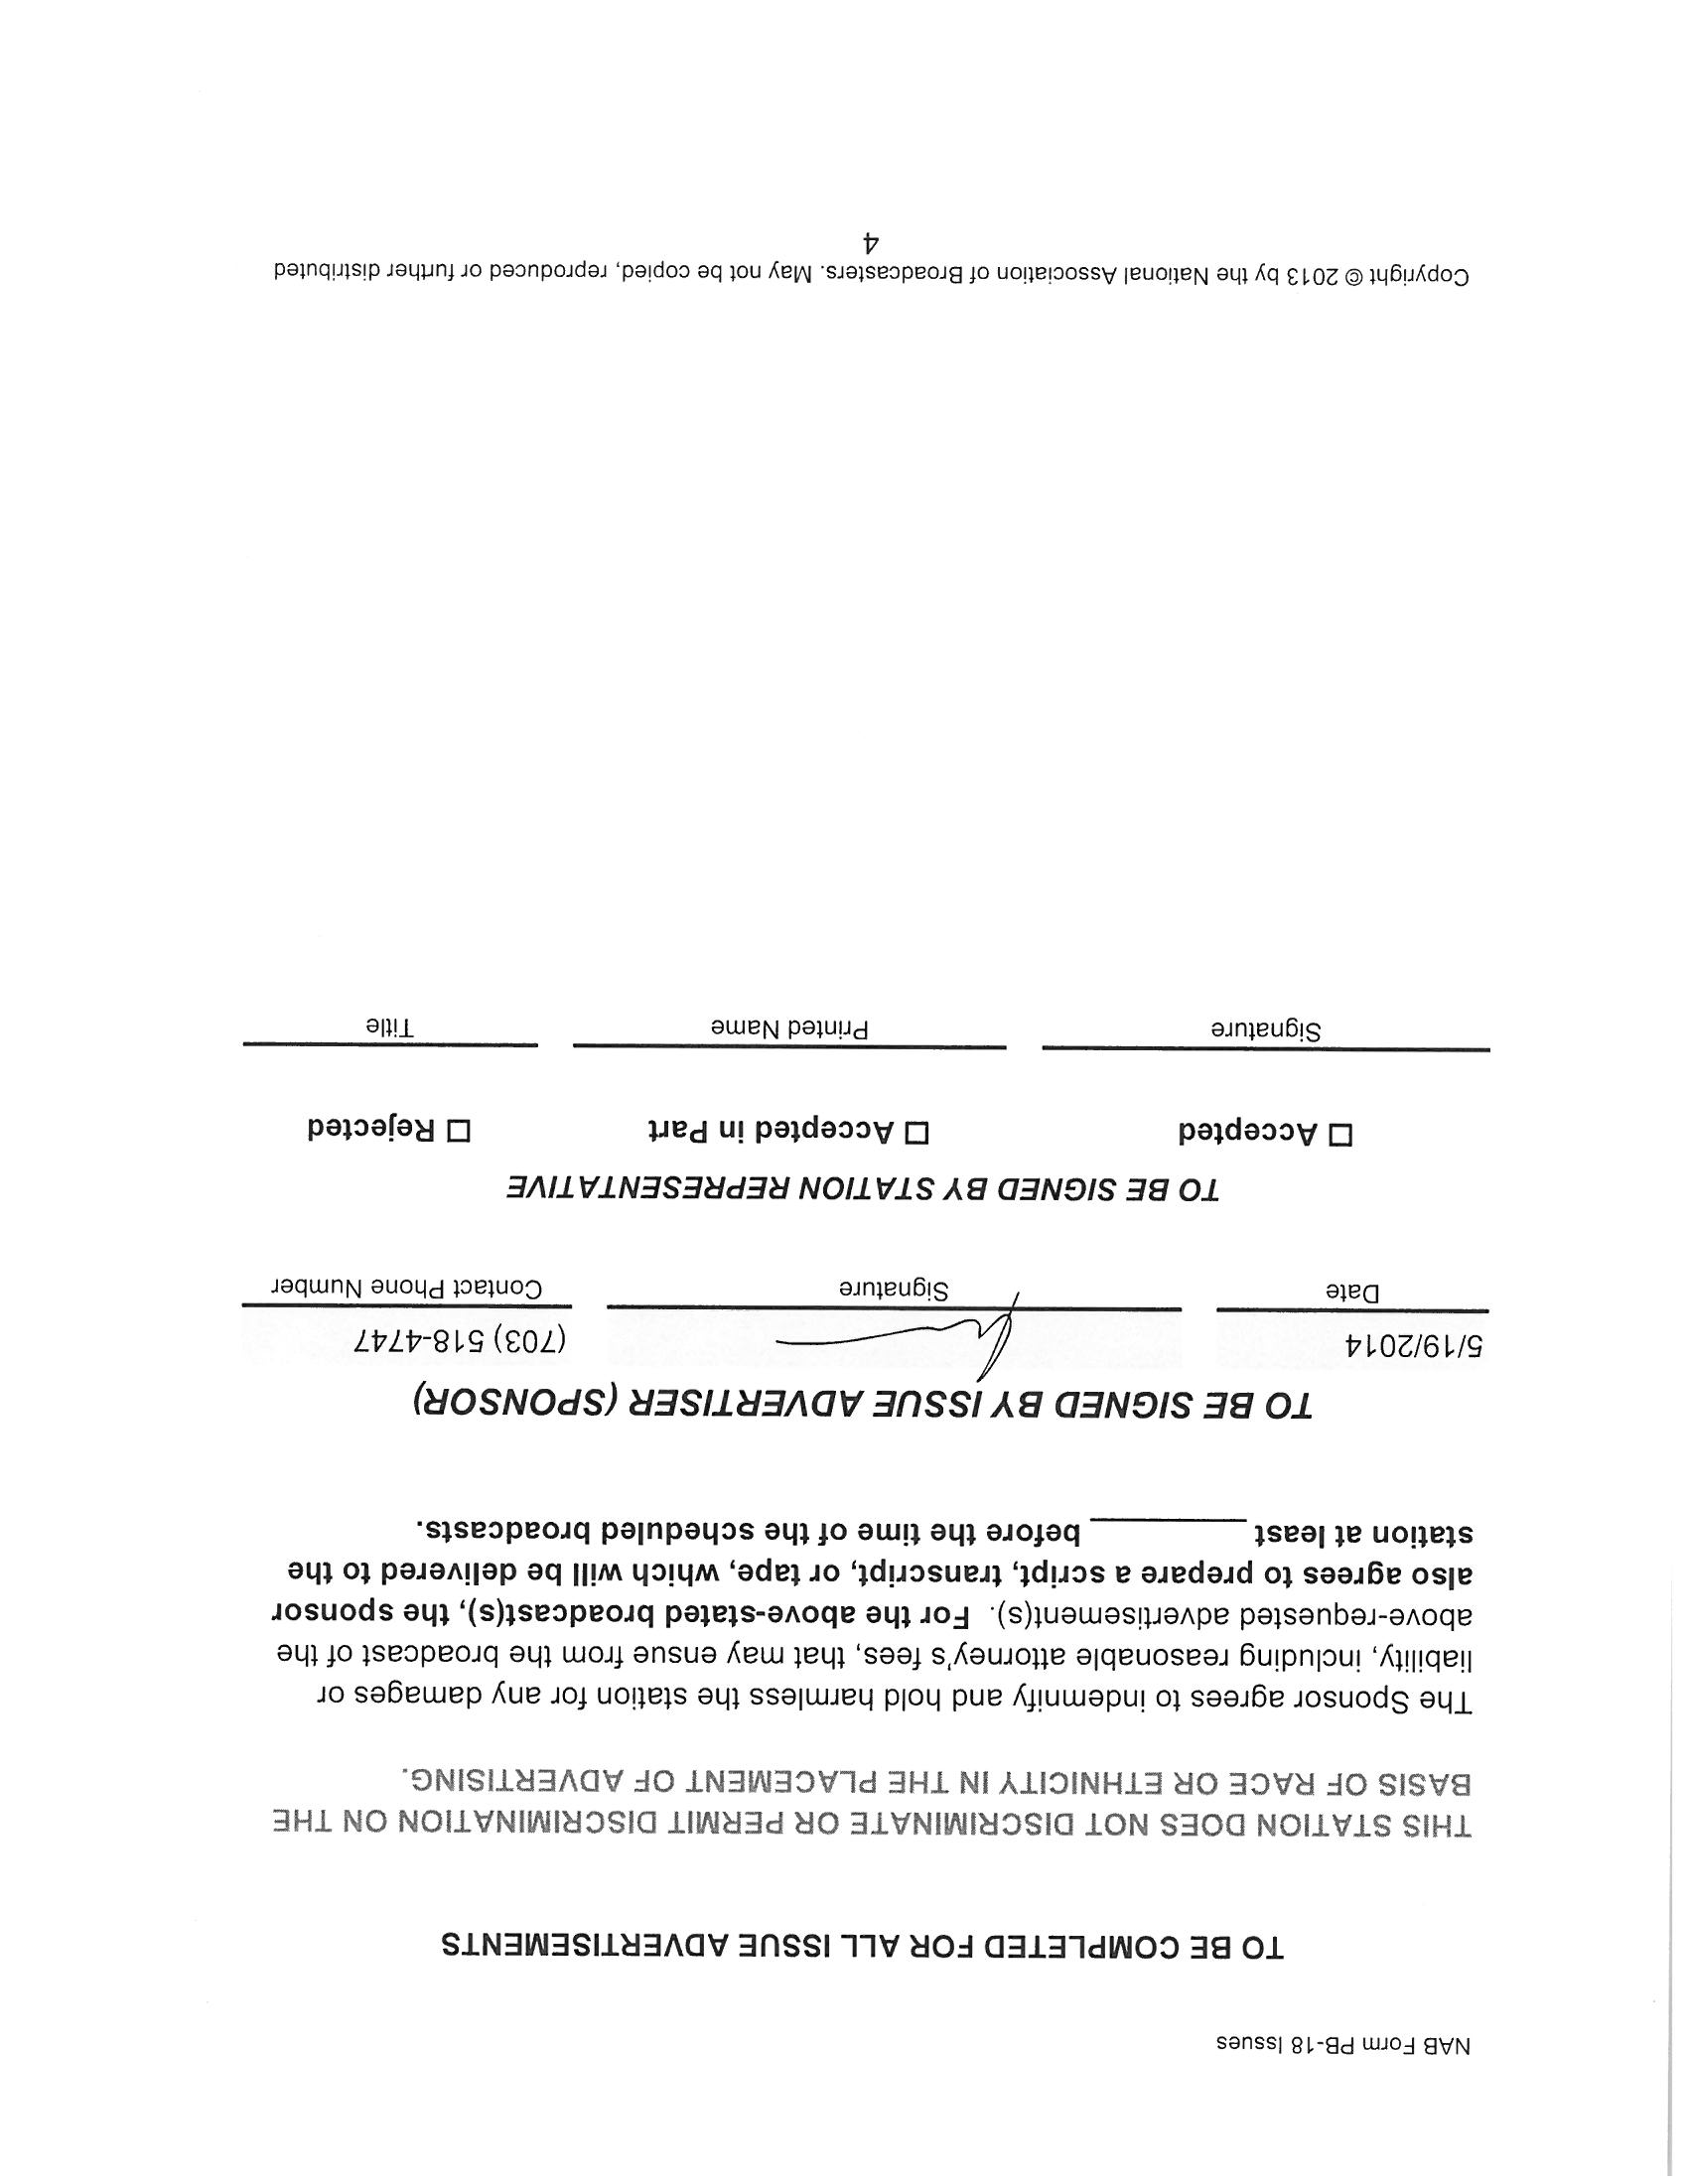 NAB Form PB-18 Issues
TO BE COMPLETED FOR ALL ISSUE ADVERTISEMENTS
THIS STATION DOES NOT DISCRIMINATE OR PERMIT DISCRIMINATION ON THE
BASIS OF RACE OR ETHNICITY IN THE PLACEMENT OF ADVERTISING.
The Sponsor agrees to indemnify and hold harmless the station for any damages or
liability, including reasonable attorney's fees, that may ensue from the broadcast of the
above-requested advertisement(s). For the above-stated broadcast(s), the sponsor
also agrees to prepare a script, transcript, or tape, which will be delivered to the
station at least __________ before the time of the scheduled broadcasts.
TO BE SIGNED BY ISSUE ADVERTISER (SPONSOR)
5/19/2014 (703) 518-4747
Date Signature Contact Phone Number
TO BE SIGNED BY STATION REPRESENTATIVE
☐ Accepted ☐ Accepted in Part ☐ Rejected
Signature Printed Name Title
Copyright © 2013 by the National Association of Broadcasters. May not be copied, reproduced or further distributed
4